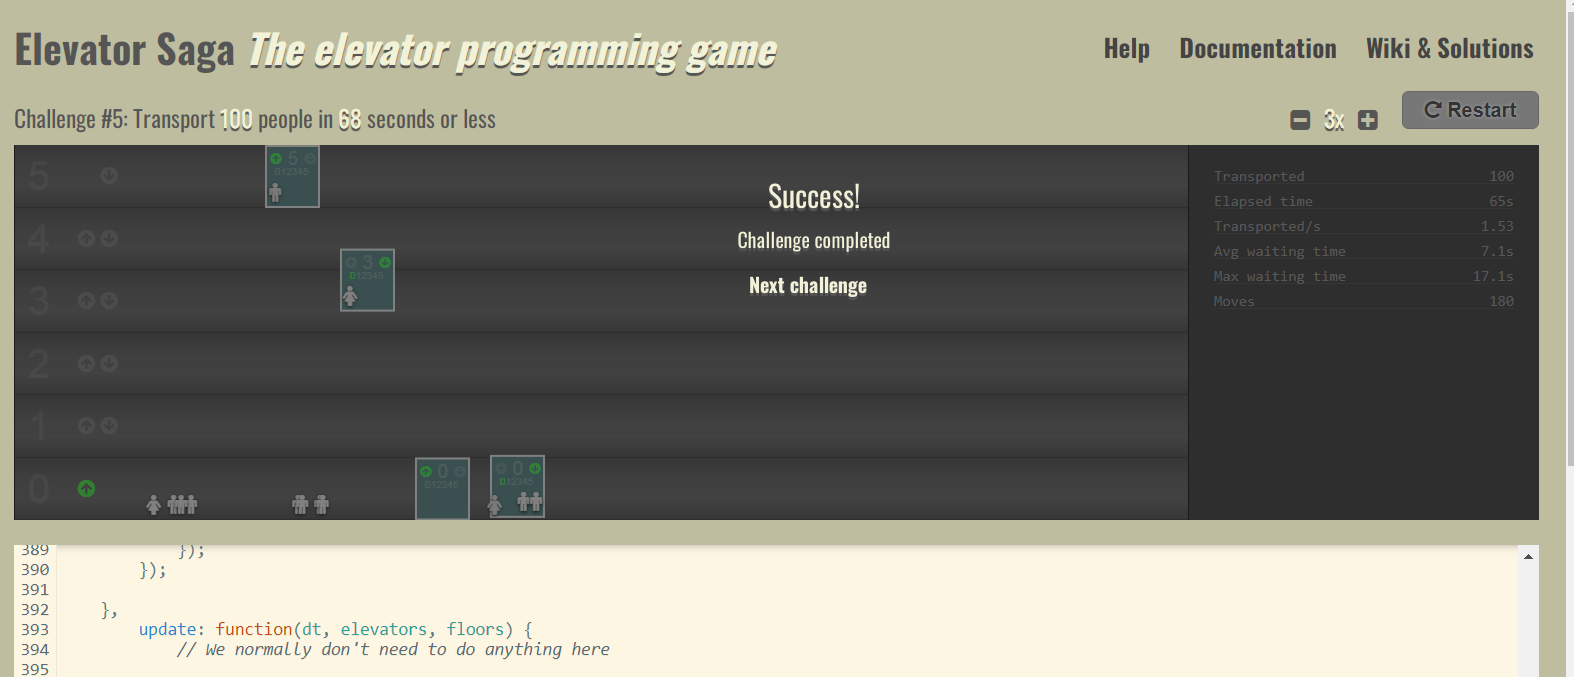 Elevator Saga The elevator programming game
Help Documentation Wiki & Solutions
Challenge #5: Transport 100 people in 68 seconds or less
3x Restart
5
5
012345
Success!
Challenge completed
Next challenge
Transported 100
Elapsed time 65s
Transported/s 1.53
Avg waiting time 7.1s
Max waiting time 17.1s
Moves 180
4
3
3
012345
2
1
0
0
012345
0
012345
389 });
390 });
391
392 },
393 update: function(dt, elevators, floors) {
394 // We normally don't need to do anything here
395